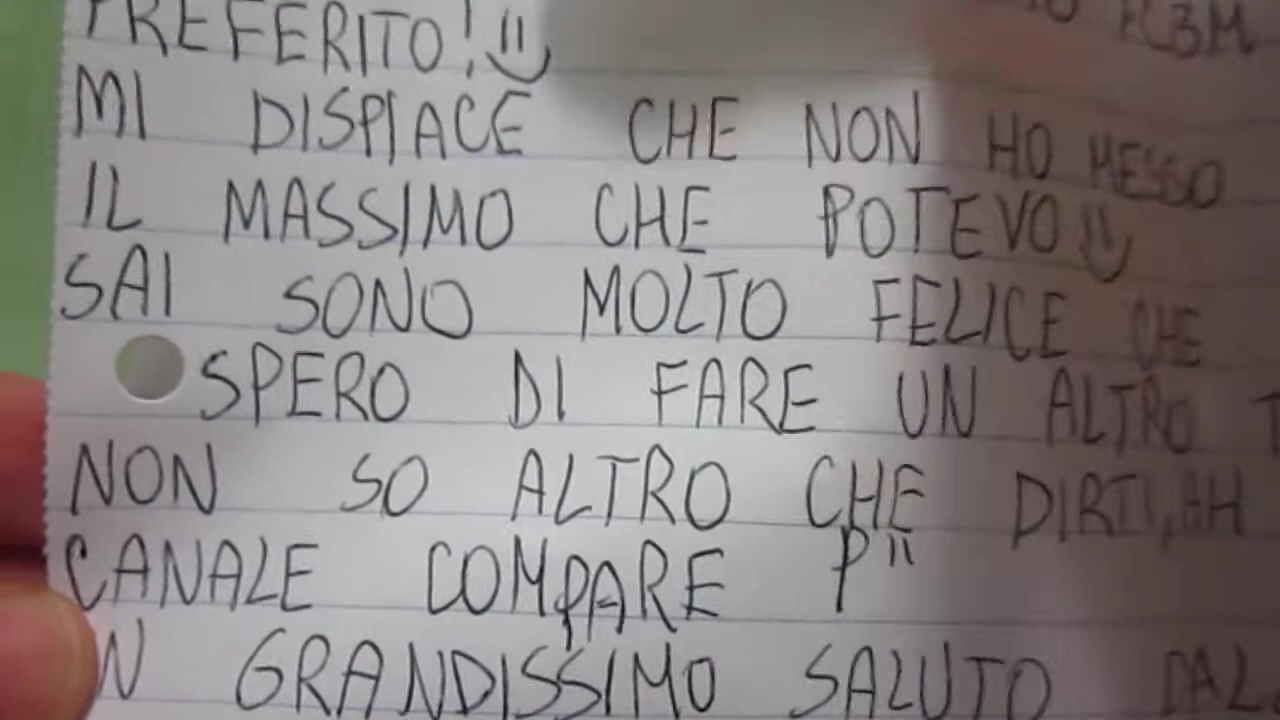 PREFERITO!
MI DISPIACE CHE NON HO MESSO
IL MASSIMO CHE POTEVO
SAI SONO MOLTO FELICE CHE
SPERO DI FARE UN ALTRO
NON SO ALTRO CHE DIRTI, AH
CANALE COMPARE P"
GRANDISSIMO SALUTO DAL